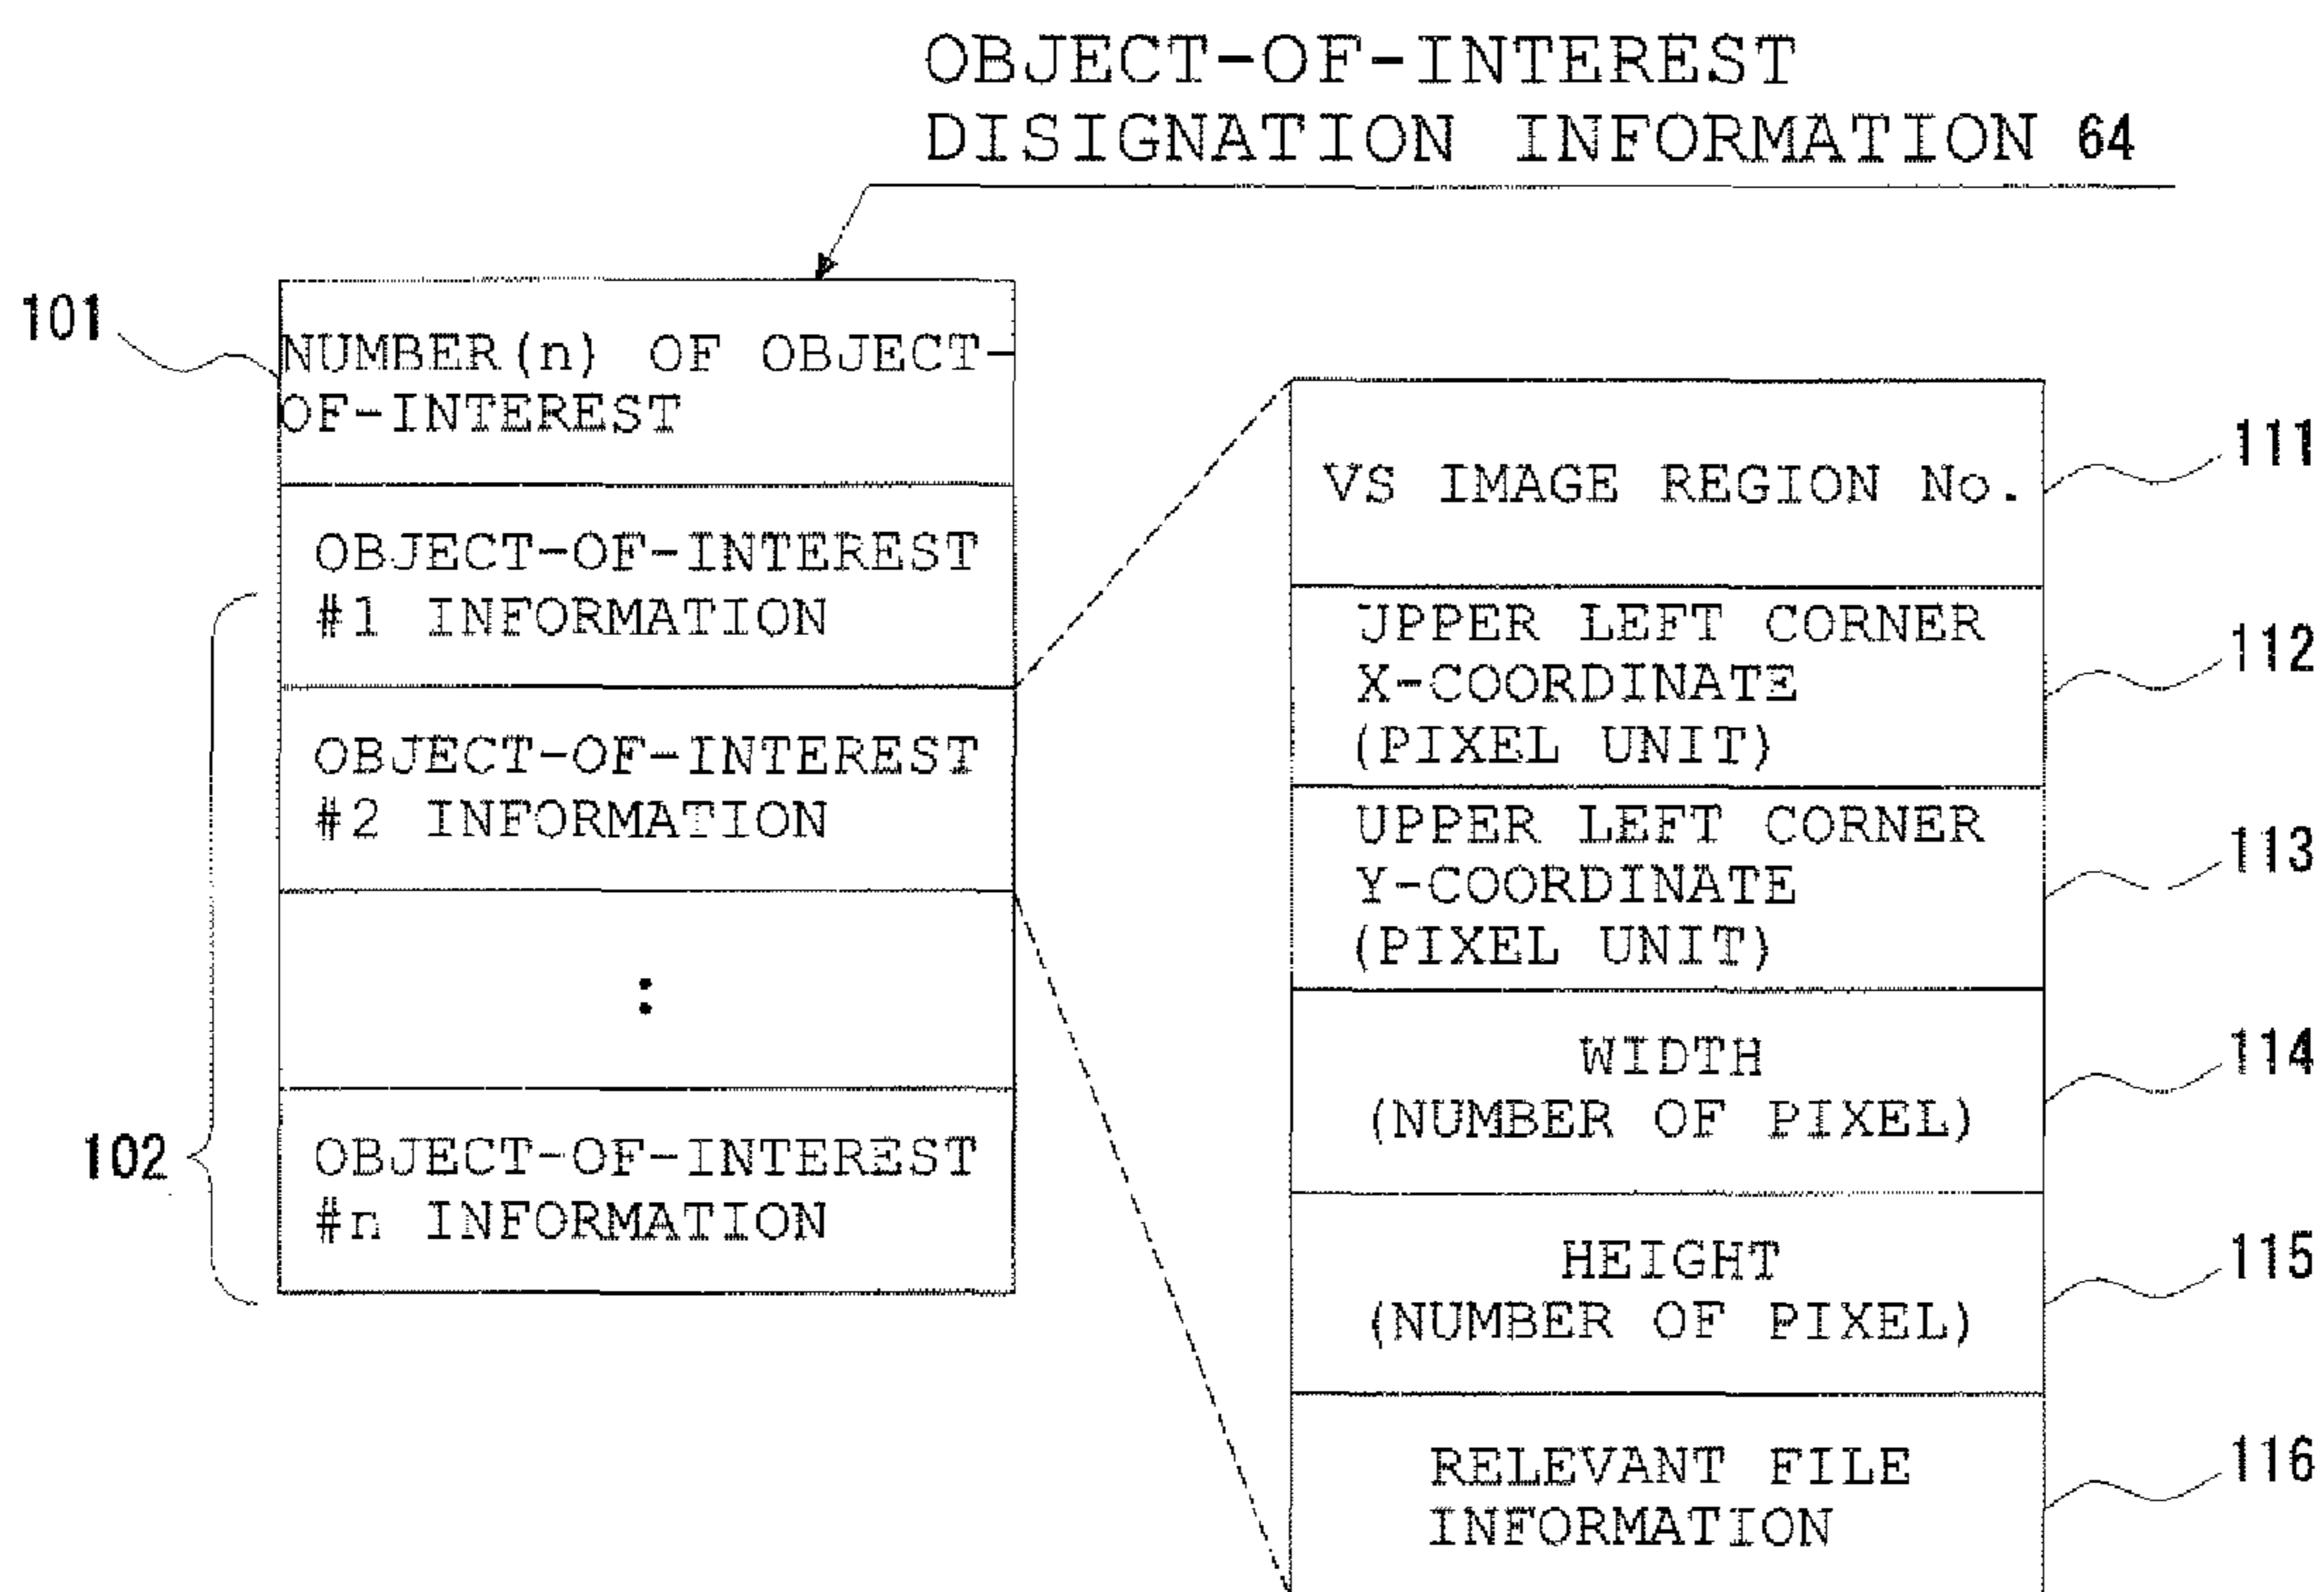 OBJECT-OF-INTEREST
DISIGNATION INFORMATION 64
101
NUMBER(n) OF OBJECT-
OF-INTEREST
OBJECT-OF-INTEREST
#1 INFORMATION
OBJECT-OF-INTEREST
#2 INFORMATION
:
OBJECT-OF-INTEREST
#n INFORMATION
102
VS IMAGE REGION No.
111
UPPER LEFT CORNER
X-COORDINATE
(PIXEL UNIT)
112
UPPER LEFT CORNER
Y-COORDINATE
(PIXEL UNIT)
113
WIDTH
(NUMBER OF PIXEL)
114
HEIGHT
(NUMBER OF PIXEL)
115
RELEVANT FILE
INFORMATION
116